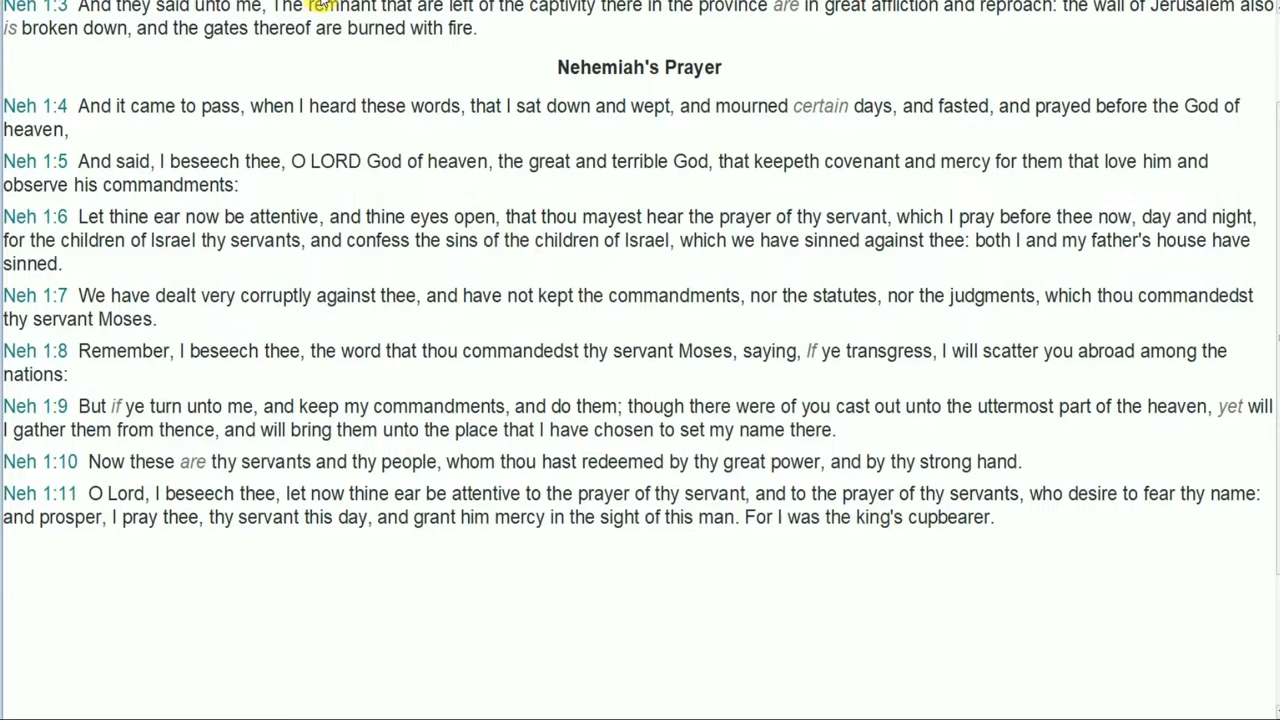 Neh 1:3 And they said unto me, The remnant that are left of the captivity there in the province are in great affliction and reproach: the wall of Jerusalem also
is broken down, and the gates thereof are burned with fire.
Nehemiah's Prayer
Neh 1:4 And it came to pass, when I heard these words, that I sat down and wept, and mourned certain days, and fasted, and prayed before the God of
heaven,
Neh 1:5 And said, I beseech thee, O LORD God of heaven, the great and terrible God, that keepeth covenant and mercy for them that love him and
observe his commandments:
Neh 1:6 Let thine ear now be attentive, and thine eyes open, that thou mayest hear the prayer of thy servant, which I pray before thee now, day and night,
for the children of Israel thy servants, and confess the sins of the children of Israel, which we have sinned against thee: both I and my father's house have
sinned.
Neh 1:7 We have dealt very corruptly against thee, and have not kept the commandments, nor the statutes, nor the judgments, which thou commandedst
thy servant Moses.
Neh 1:8 Remember, I beseech thee, the word that thou commandedst thy servant Moses, saying, If ye transgress, I will scatter you abroad among the
nations:
Neh 1:9 But if ye turn unto me, and keep my commandments, and do them; though there were of you cast out unto the uttermost part of the heaven, yet will
I gather them from thence, and will bring them unto the place that I have chosen to set my name there.
Neh 1:10 Now these are thy servants and thy people, whom thou hast redeemed by thy great power, and by thy strong hand.
Neh 1:11 O Lord, I beseech thee, let now thine ear be attentive to the prayer of thy servant, and to the prayer of thy servants, who desire to fear thy name:
and prosper, I pray thee, thy servant this day, and grant him mercy in the sight of this man. For I was the king's cupbearer.